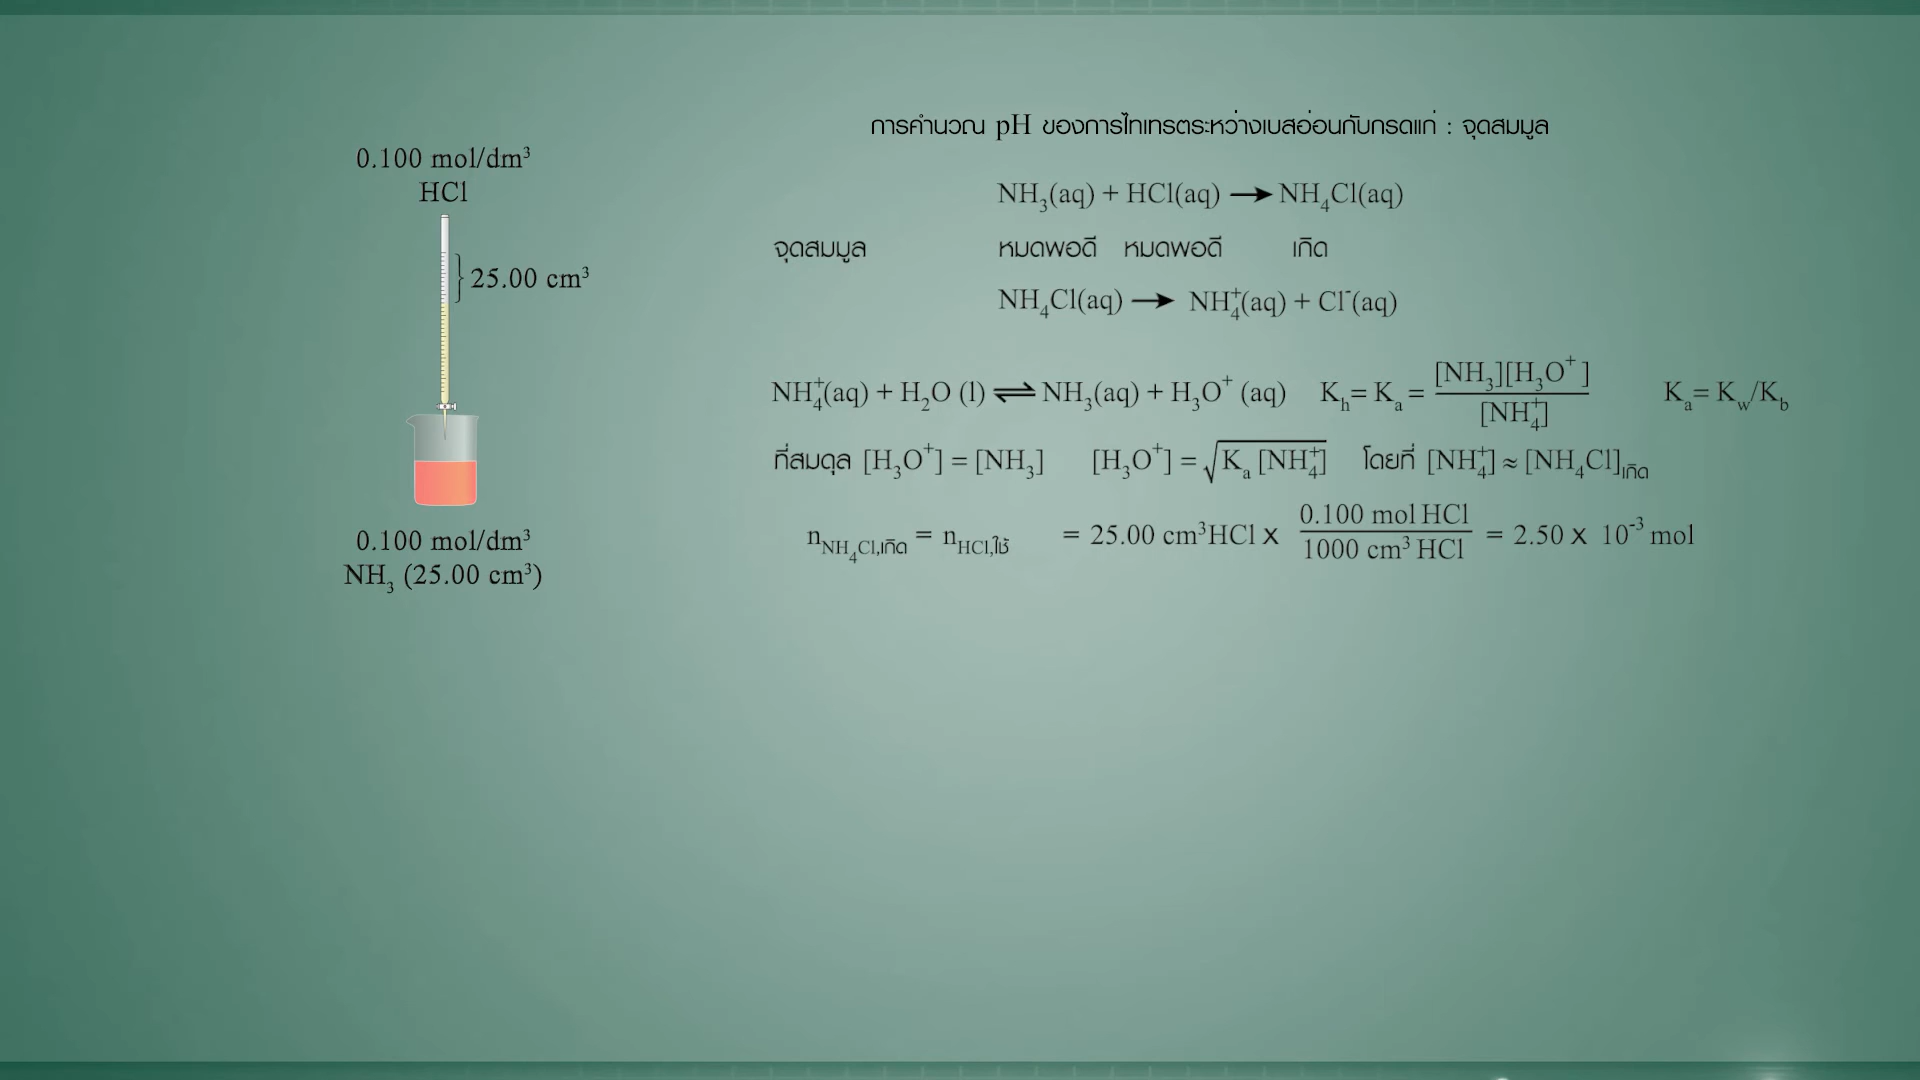 การคำนวณ pH ของการไทเทรตระหว่างเบสอ่อนกับกรดแก่ : จุดสมมูล
0.100 mol/dm³
HCl
25.00 cm³
0.100 mol/dm³
NH₃ (25.00 cm³)
NH₃(aq) + HCl(aq) → NH₄Cl(aq)
จุดสมมูล หมดพอดี หมดพอดี เกิด
NH₄Cl(aq) → NH₄⁺(aq) + Cl⁻(aq)
NH₄⁺(aq) + H₂O (l) ⇌ NH₃(aq) + H₃O⁺ (aq) Kₕ= Kₐ = [NH₃][H₃O⁺ ] / [NH₄⁺] Kₐ= K_w/K_b
ที่สมดุล [H₃O⁺] = [NH₃] [H₃O⁺] = √(Kₐ [NH₄⁺]) โดยที่ [NH₄⁺] ≈ [NH₄Cl]เกิด
n NH₄Cl,เกิด = n HCl,ใช้ = 25.00 cm³HCl x 0.100 mol HCl / 1000 cm³ HCl = 2.50 x 10⁻³ mol